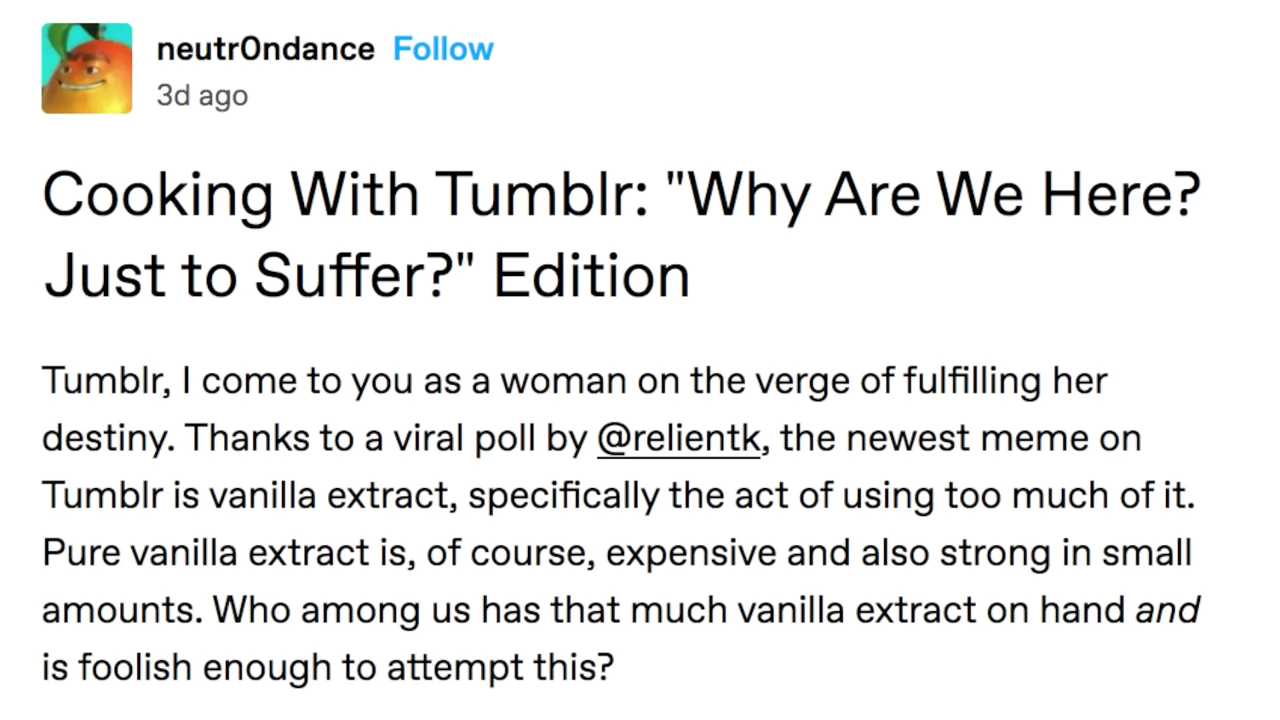 neutr0ndance Follow
3d ago
Cooking With Tumblr: "Why Are We Here?
Just to Suffer?" Edition
Tumblr, I come to you as a woman on the verge of fulfilling her
destiny. Thanks to a viral poll by @relientk, the newest meme on
Tumblr is vanilla extract, specifically the act of using too much of it.
Pure vanilla extract is, of course, expensive and also strong in small
amounts. Who among us has that much vanilla extract on hand and
is foolish enough to attempt this?